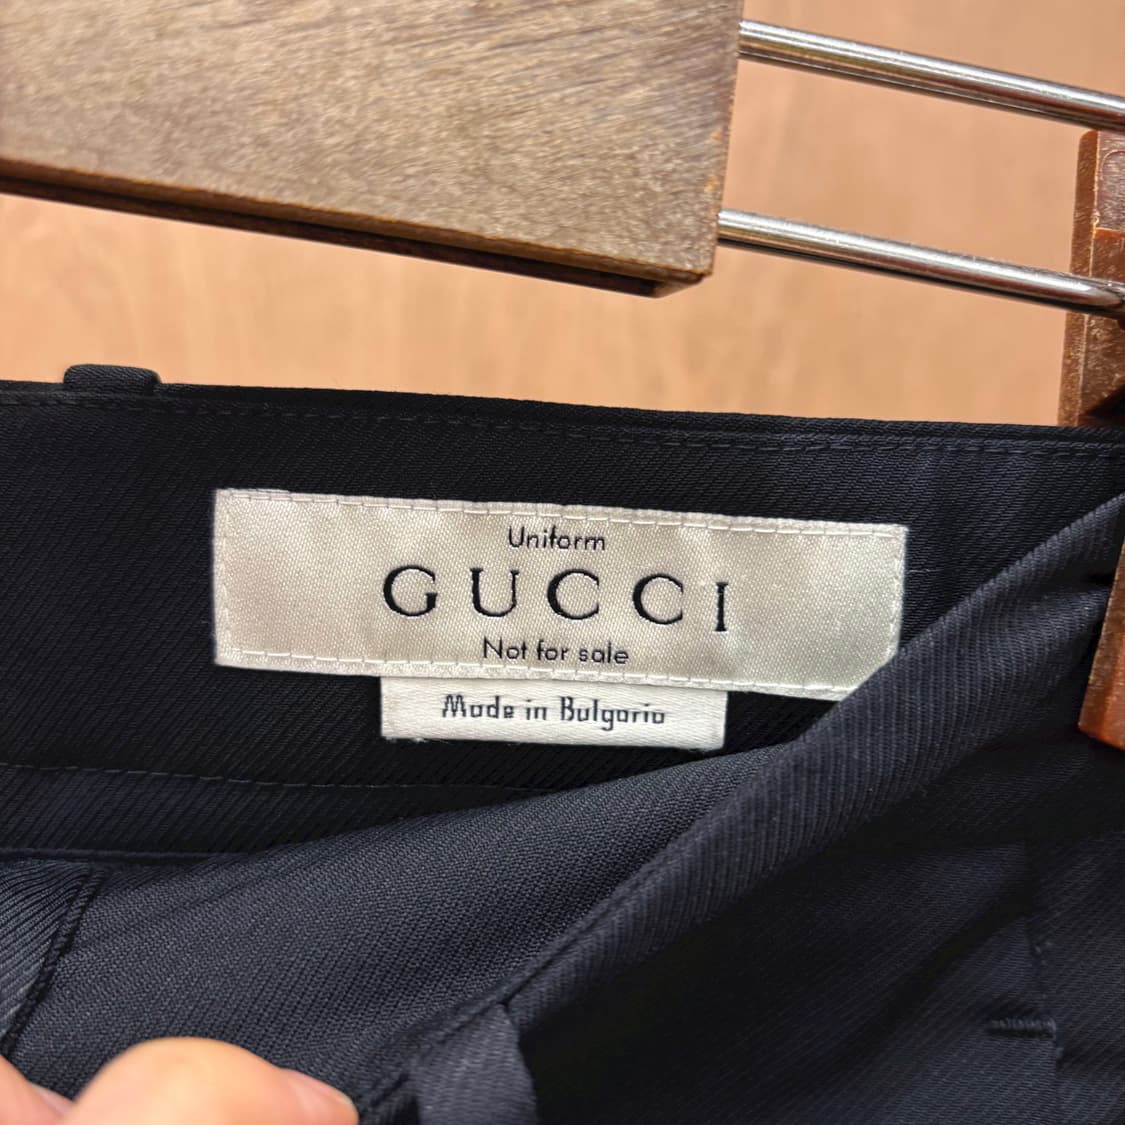 Uniform
GUCCI
Not for sale
Made in Bulgaria